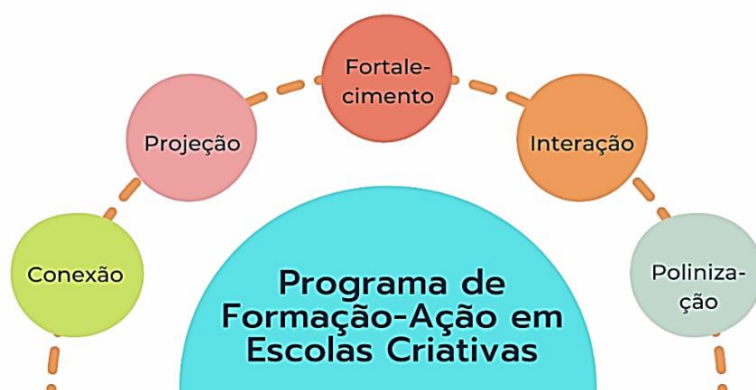 Fortale-
cimento
Projeção
Interação
Conexão
Poliniza-
ção
Programa de
Formação-Ação em
Escolas Criativas